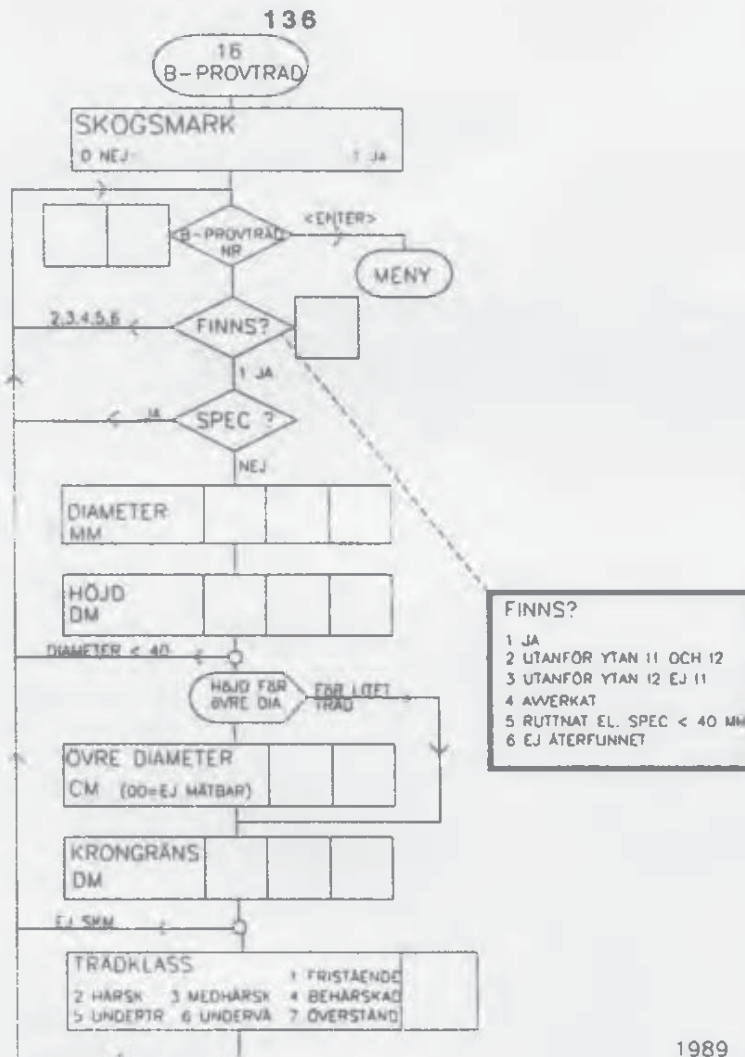 136
16
B-PROVTRÄD
SKOGSMARK
0 NEJ 1 JA
B-PROVTRÄD
NR
<ENTER>
MENY
2,3,4,5,6
FINNS?
1 JA
JA
SPEC ?
NEJ
DIAMETER
MM
HÖJD
DM
DIAMETER < 40
HÖJD FÖR
ÖVRE DIA
FÖR LITET
TRÄD
ÖVRE DIAMETER
CM (00=EJ MÄTBAR)
KRONGRÄNS
DM
EJ SKM
TRÄDKLASS
1 FRISTÅENDE
2 HÄRSK 3 MEDHÄRSK 4 BEHÄRSKAD
5 UNDERTR 6 UNDERVÄ 7 ÖVERSTÅND
FINNS?
1 JA
2 UTANFÖR YTAN 11 OCH 12
3 UTANFÖR YTAN 12 EJ 11
4 AVVERKAT
5 RUTTNAT EL. SPEC < 40 MM
6 EJ ÅTERFUNNET
1989